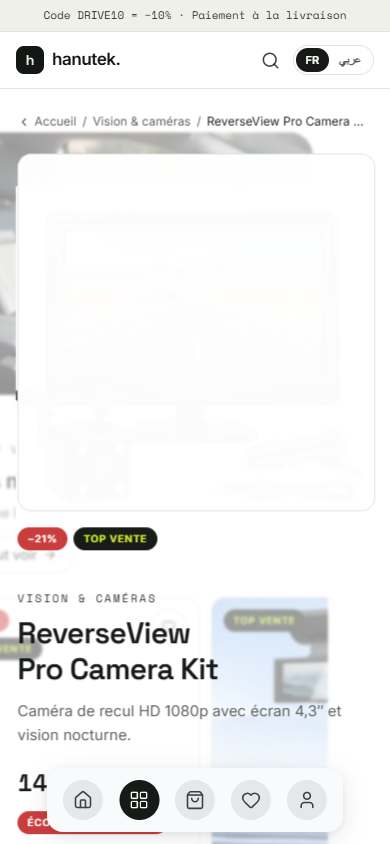 Code DRIVE10 = −10% · Paiement à la livraison
h hanutek.
FR عربي
Accueil / Vision & caméras / ReverseView Pro Camera ...
−21% TOP VENTE
VISION & CAMÉRAS
TOP VENTE
ReverseView
Pro Camera Kit
Caméra de recul HD 1080p avec écran 4,3″ et
vision nocturne.
14